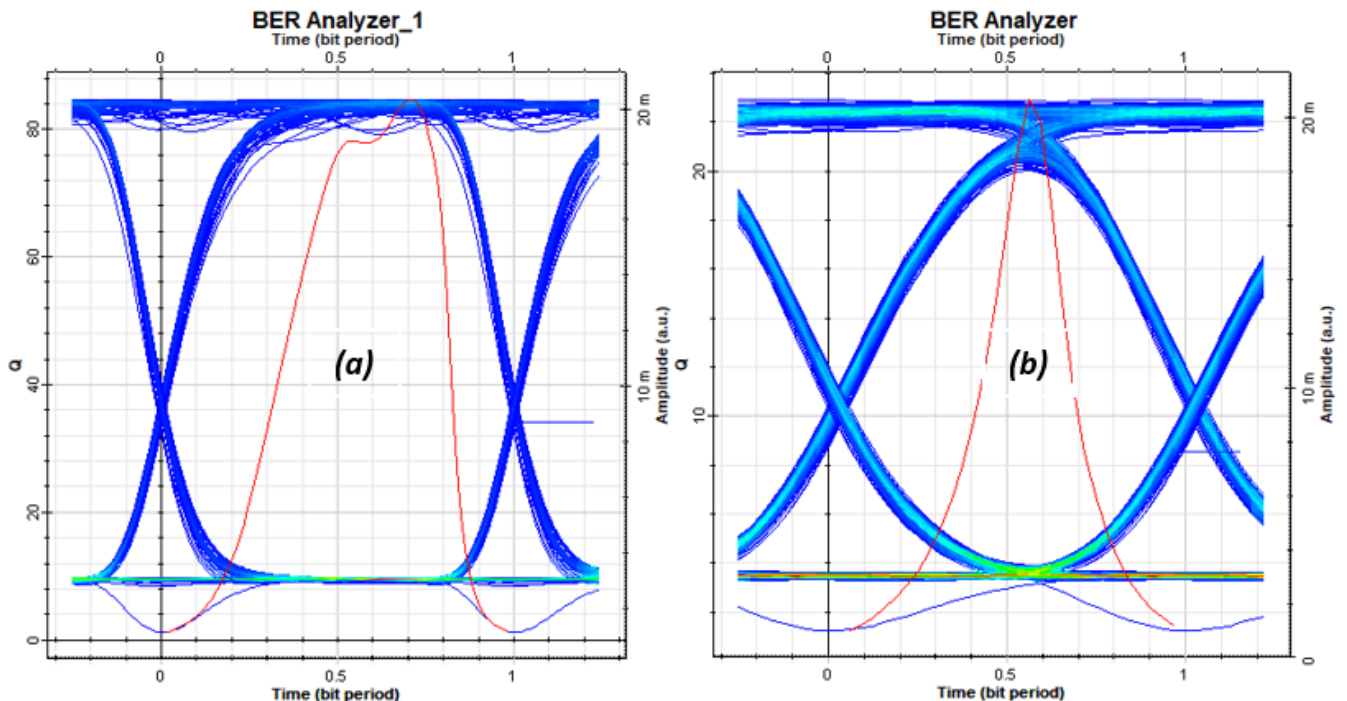 BER Analyzer_1
Time (bit period)
0 0.5 1
Q
80
60
40
20
0
20 m
10 m
Amplitude (a.u.)
(a)
0 0.5 1
Time (bit period)
BER Analyzer
Time (bit period)
0 0.5 1
Q
20
10
20 m
10 m
0
Amplitude (a.u.)
(b)
0 0.5 1
Time (bit period)